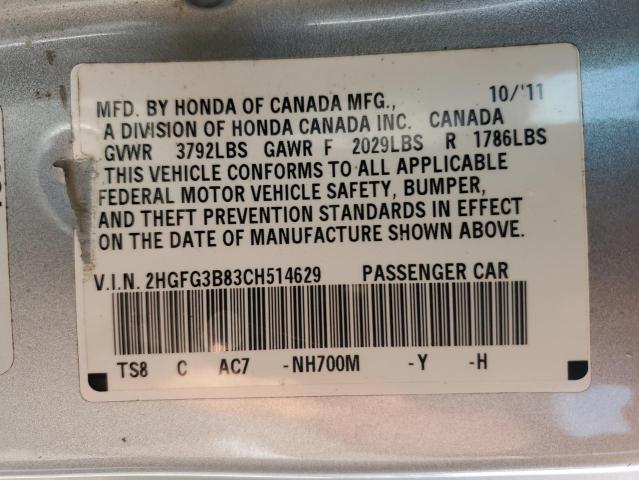 MFD. BY HONDA OF CANADA MFG., 10/'11
A DIVISION OF HONDA CANADA INC. CANADA
GVWR 3792LBS GAWR F 2029LBS R 1786LBS
THIS VEHICLE CONFORMS TO ALL APPLICABLE
FEDERAL MOTOR VEHICLE SAFETY, BUMPER,
AND THEFT PREVENTION STANDARDS IN EFFECT
ON THE DATE OF MANUFACTURE SHOWN ABOVE.
V.I.N. 2HGFG3B83CH514629 PASSENGER CAR
TS8 C AC7 -NH700M -Y -H